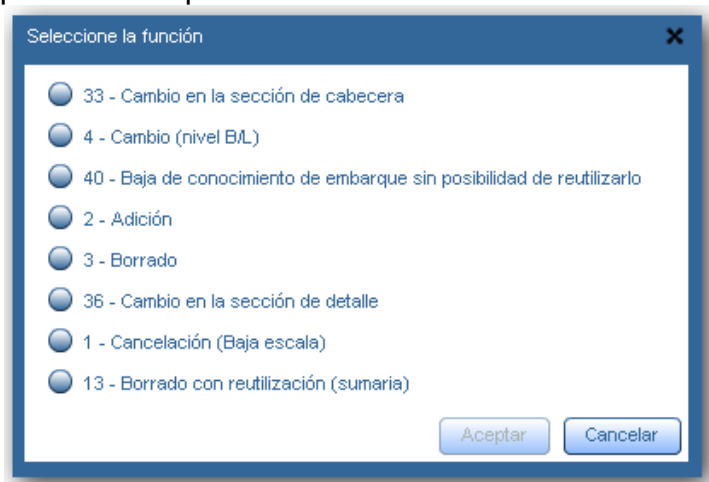 Seleccione la función
33 - Cambio en la sección de cabecera
4 - Cambio (nivel B/L)
40 - Baja de conocimiento de embarque sin posibilidad de reutilizarlo
2 - Adición
3 - Borrado
36 - Cambio en la sección de detalle
1 - Cancelación (Baja escala)
13 - Borrado con reutilización (sumaria)
Aceptar Cancelar